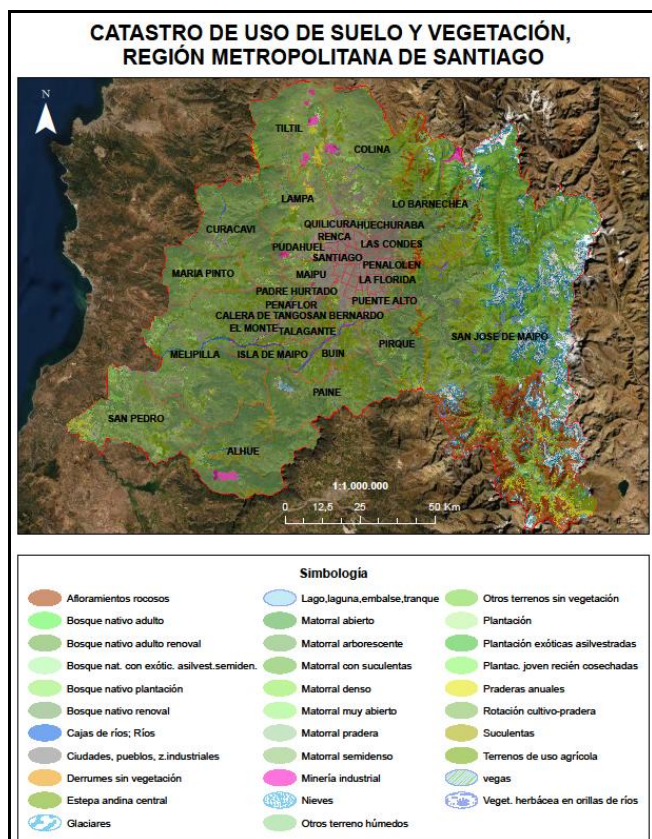 CATASTRO DE USO DE SUELO Y VEGETACIÓN,
REGIÓN METROPOLITANA DE SANTIAGO
N
TILTIL
COLINA
LAMPA
LO BARNECHEA
CURACAVI
QUILICURA
HUECHURABA
RENCA
PUDAHUEL
LAS CONDES
SANTIAGO
MARIA PINTO
MAIPU
PENALOLEN
LA FLORIDA
PADRE HURTADO
PENAFLOR
PUENTE ALTO
CALERA DE TANGO
SAN BERNARDO
EL MONTE
TALAGANTE
SAN JOSE DE MAIPO
PIRQUE
MELIPILLA
ISLA DE MAIPO
BUIN
PAINE
SAN PEDRO
ALHUE
1:1.000.000
0 12,5 25 50 Km
Simbología
Afloramientos rocosos
Bosque nativo adulto
Bosque nativo adulto renoval
Bosque nat. con exótic. asilvest.semiden.
Bosque nativo plantación
Bosque nativo renoval
Cajas de ríos; Ríos
Ciudades, pueblos, z.industriales
Derrumes sin vegetación
Estepa andina central
Glaciares
Lago,laguna,embalse,tranque
Matorral abierto
Matorral arborescente
Matorral con suculentas
Matorral denso
Matorral muy abierto
Matorral pradera
Matorral semidenso
Minería industrial
Nieves
Otros terreno húmedos
Otros terrenos sin vegetación
Plantación
Plantación exóticas asilvestradas
Plantac. joven recién cosechadas
Praderas anuales
Rotación cultivo-pradera
Suculentas
Terrenos de uso agrícola
vegas
Veget. herbácea en orillas de ríos